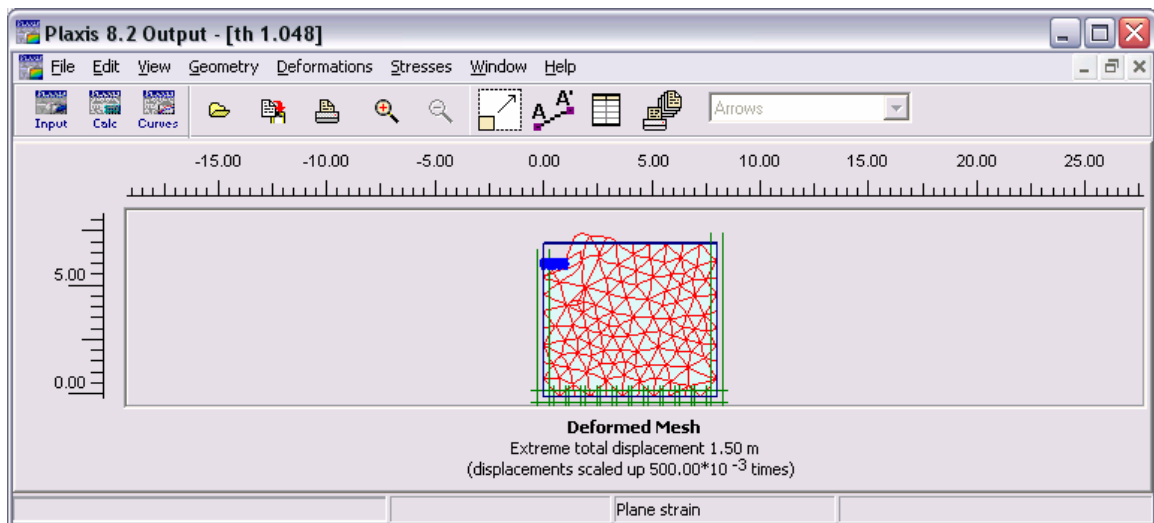 Plaxis 8.2 Output - [th 1.048]
File Edit View Geometry Deformations Stresses Window Help
Input Calc Curves A A' Arrows
-15.00 -10.00 -5.00 0.00 5.00 10.00 15.00 20.00 25.00
5.00
0.00
Deformed Mesh
Extreme total displacement 1.50 m
(displacements scaled up 500.00*10 -3 times)
Plane strain